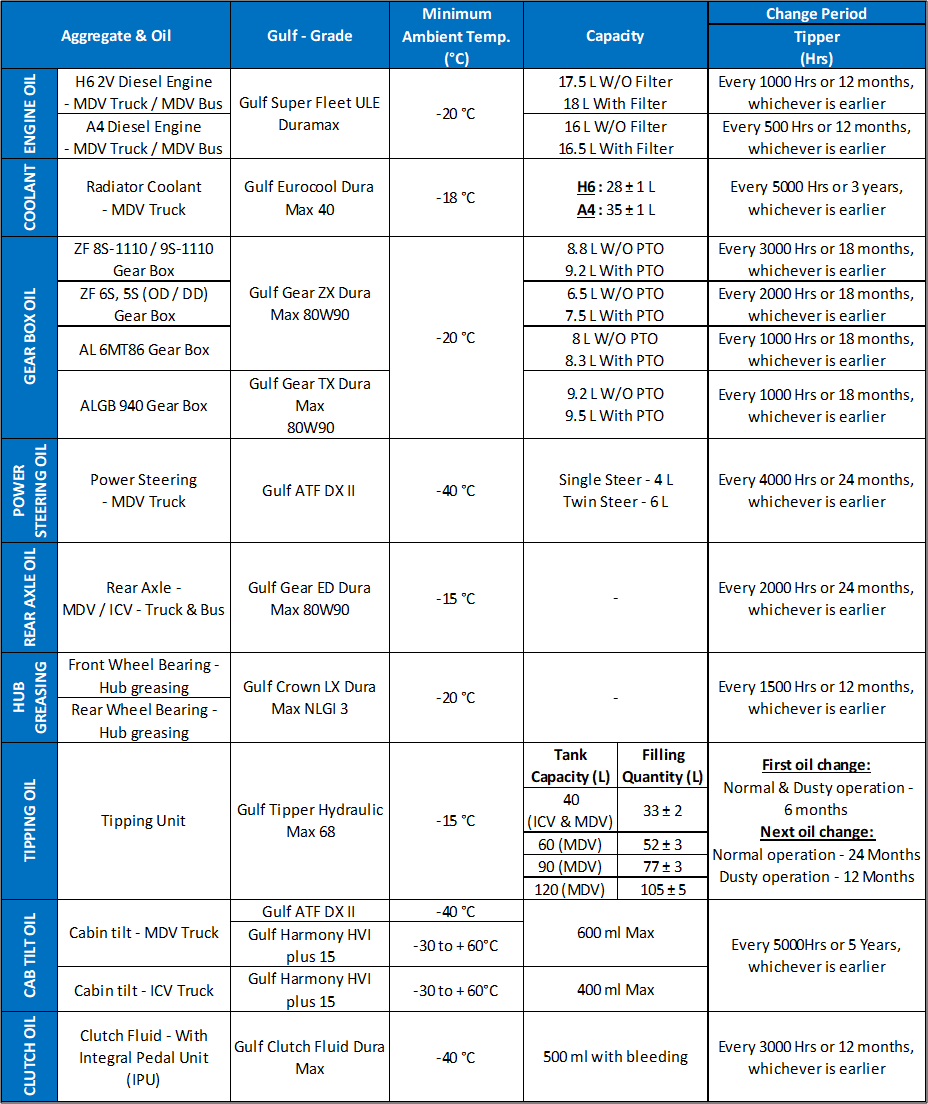 Aggregate & Oil
Gulf - Grade
Minimum
Ambient Temp.
(°C)
Capacity
Change Period
Tipper
(Hrs)
ENGINE OIL
H6 2V Diesel Engine
- MDV Truck / MDV Bus
Gulf Super Fleet ULE
Duramax
-20 °C
17.5 L W/O Filter
18 L With Filter
Every 1000 Hrs or 12 months,
whichever is earlier
A4 Diesel Engine
- MDV Truck / MDV Bus
16 L W/O Filter
16.5 L With Filter
Every 500 Hrs or 12 months,
whichever is earlier
COOLANT
Radiator Coolant
- MDV Truck
Gulf Eurocool Dura
Max 40
-18 °C
H6 : 28 ± 1 L
A4 : 35 ± 1 L
Every 5000 Hrs or 3 years,
whichever is earlier
GEAR BOX OIL
ZF 8S-1110 / 9S-1110
Gear Box
Gulf Gear ZX Dura
Max 80W90
-20 °C
8.8 L W/O PTO
9.2 L With PTO
Every 3000 Hrs or 18 months,
whichever is earlier
ZF 6S, 5S (OD / DD)
Gear Box
6.5 L W/O PTO
7.5 L With PTO
Every 2000 Hrs or 18 months,
whichever is earlier
AL 6MT86 Gear Box
8 L W/O PTO
8.3 L With PTO
Every 1000 Hrs or 18 months,
whichever is earlier
ALGB 940 Gear Box
Gulf Gear TX Dura
Max
80W90
9.2 L W/O PTO
9.5 L With PTO
Every 1000 Hrs or 18 months,
whichever is earlier
POWER
STEERING OIL
Power Steering
- MDV Truck
Gulf ATF DX II
-40 °C
Single Steer - 4 L
Twin Steer - 6 L
Every 4000 Hrs or 24 months,
whichever is earlier
REAR AXLE OIL
Rear Axle -
MDV / ICV - Truck & Bus
Gulf Gear ED Dura
Max 80W90
-15 °C
-
Every 2000 Hrs or 24 months,
whichever is earlier
HUB
GREASING
Front Wheel Bearing -
Hub greasing
Rear Wheel Bearing -
Hub greasing
Gulf Crown LX Dura
Max NLGI 3
-20 °C
-
Every 1500 Hrs or 12 months,
whichever is earlier
TIPPING OIL
Tipping Unit
Gulf Tipper Hydraulic
Max 68
-15 °C
Tank
Capacity (L)
Filling
Quantity (L)
40
(ICV & MDV)
33 ± 2
60 (MDV)
52 ± 3
90 (MDV)
77 ± 3
120 (MDV)
105 ± 5
First oil change:
Normal & Dusty operation -
6 months
Next oil change:
Normal operation - 24 Months
Dusty operation - 12 Months
CAB TILT OIL
Cabin tilt - MDV Truck
Gulf ATF DX II
-40 °C
Gulf Harmony HVI
plus 15
-30 to + 60°C
600 ml Max
Every 5000Hrs or 5 Years,
whichever is earlier
Cabin tilt - ICV Truck
Gulf Harmony HVI
plus 15
-30 to + 60°C
400 ml Max
CLUTCH OIL
Clutch Fluid - With
Integral Pedal Unit
(IPU)
Gulf Clutch Fluid Dura
Max
-40 °C
500 ml with bleeding
Every 3000 Hrs or 12 months,
whichever is earlier